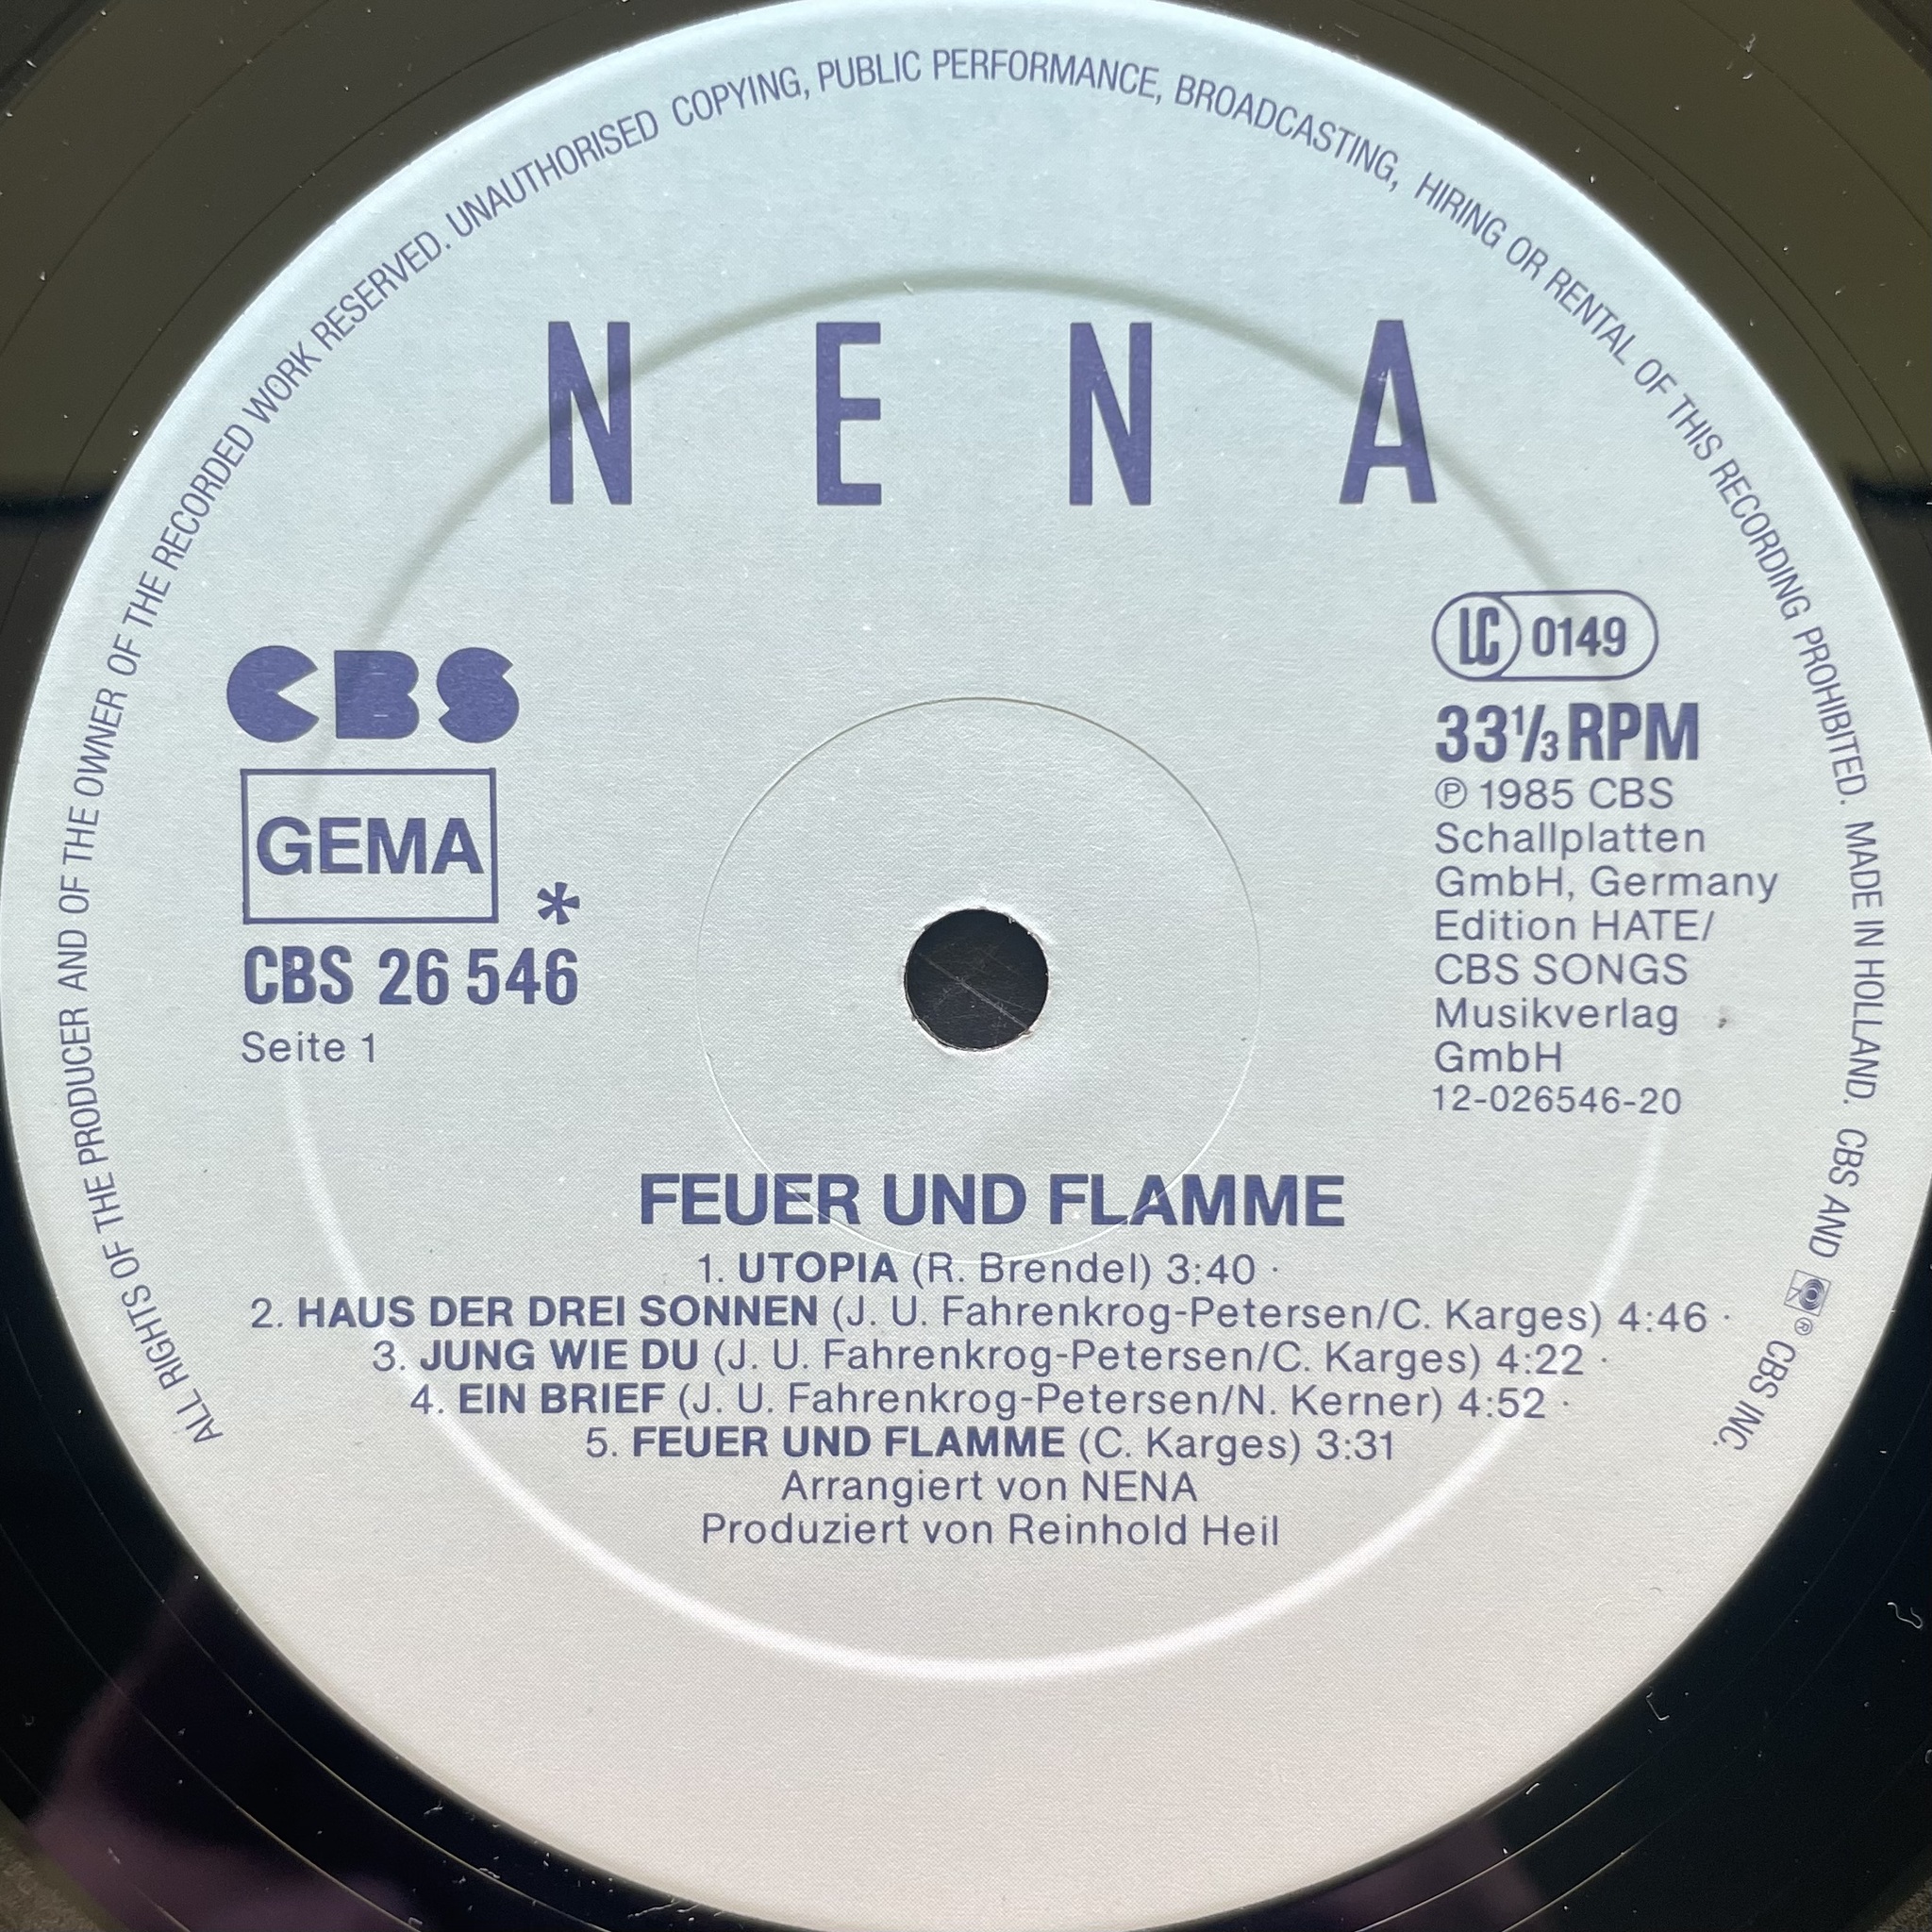 ALL RIGHTS OF THE PRODUCER AND OF THE OWNER OF THE RECORDED WORK RESERVED. UNAUTHORISED COPYING, PUBLIC PERFORMANCE, BROADCASTING, HIRING OR RENTAL OF THIS RECORDING PROHIBITED. MADE IN HOLLAND. CBS AND ® CBS INC.
NENA
CBS
GEMA
*
CBS 26 546
Seite 1
LC 0149
33⅓ RPM
℗ 1985 CBS
Schallplatten
GmbH, Germany
Edition HATE/
CBS SONGS
Musikverlag
GmbH
12-026546-20
FEUER UND FLAMME
1. UTOPIA (R. Brendel) 3:40 ·
2. HAUS DER DREI SONNEN (J. U. Fahrenkrog-Petersen/C. Karges) 4:46 ·
3. JUNG WIE DU (J. U. Fahrenkrog-Petersen/C. Karges) 4:22 ·
4. EIN BRIEF (J. U. Fahrenkrog-Petersen/N. Kerner) 4:52 ·
5. FEUER UND FLAMME (C. Karges) 3:31
Arrangiert von NENA
Produziert von Reinhold Heil